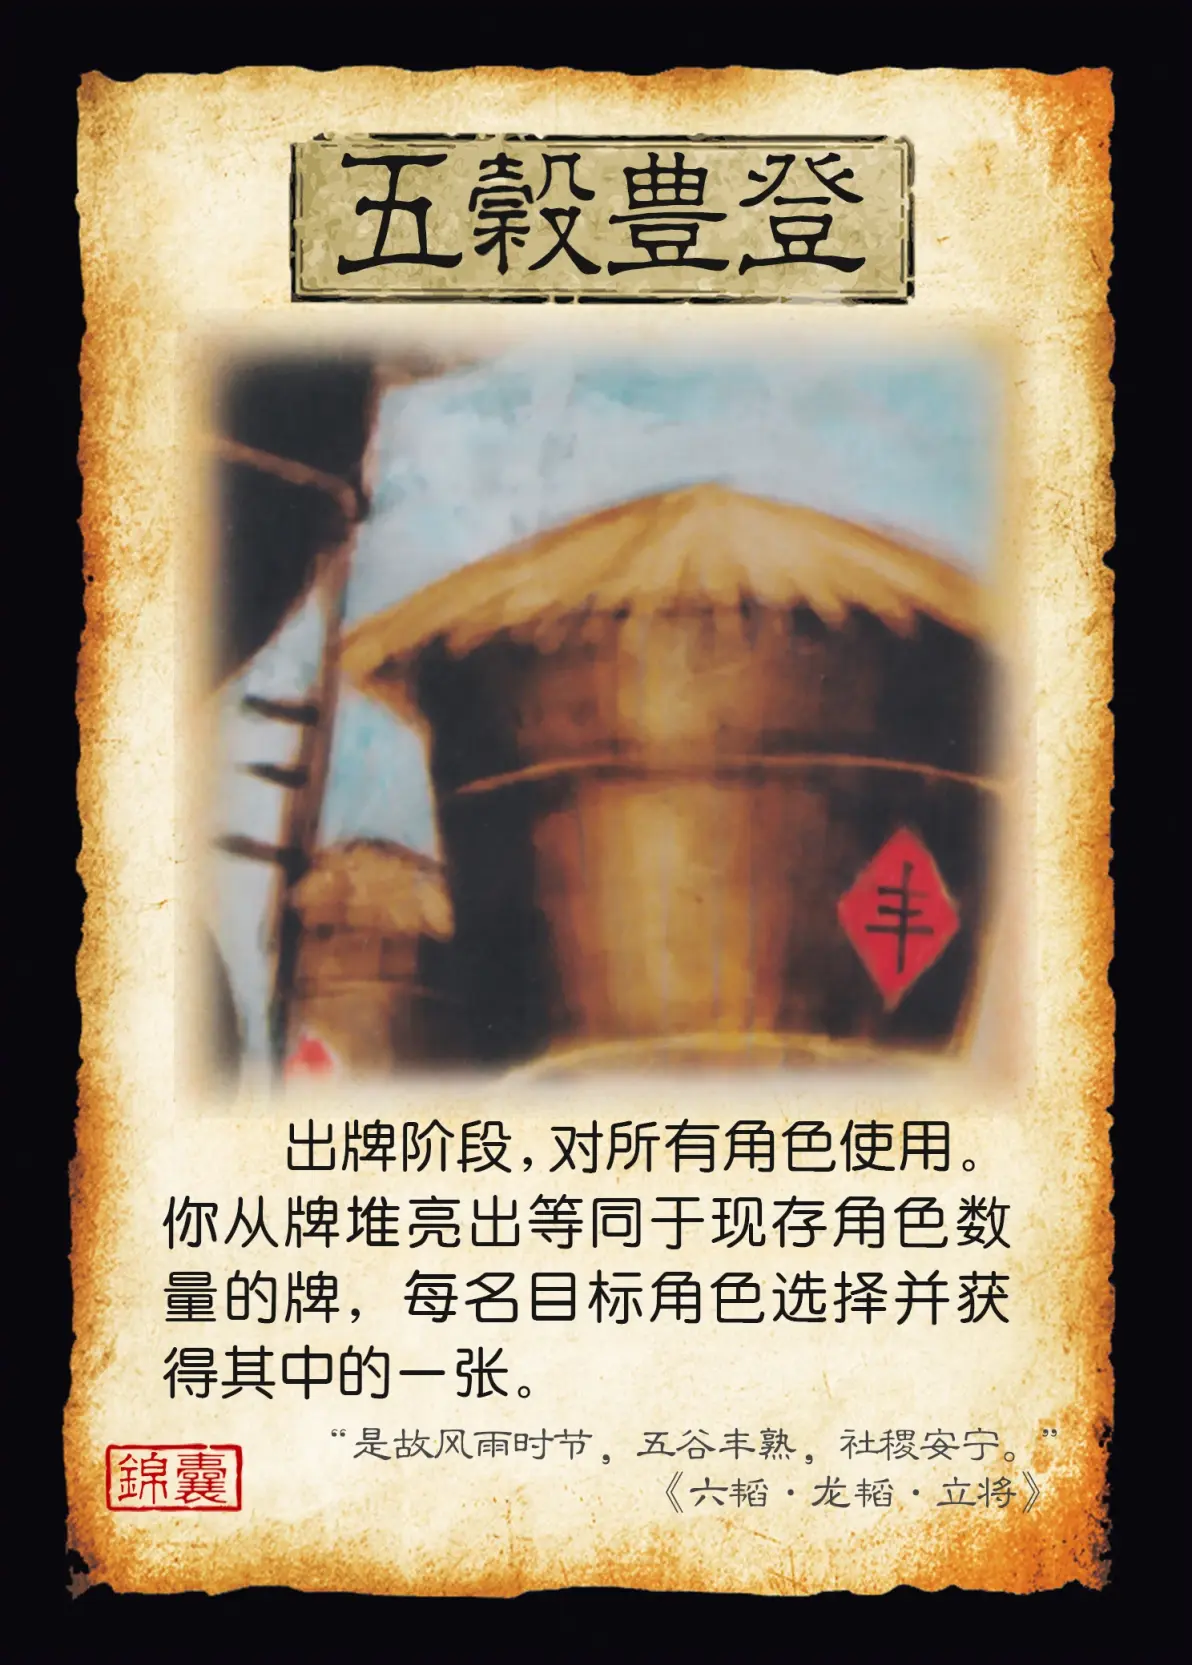 五穀豊登
丰
出牌阶段，对所有角色使用。
你从牌堆亮出等同于现存角色数
量的牌，每名目标角色选择并获
得其中的一张。
“是故风雨时节，五谷丰熟，社稷安宁。”
《六韬·龙韬·立将》
錦囊